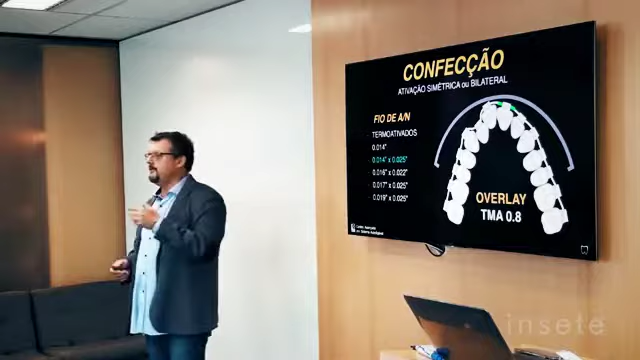 CONFECÇÃO
ATIVAÇÃO SIMÉTRICA ou BILATERAL
FIO DE A/N
TERMOATIVADOS
0.014"
0.014" x 0.025"
0.016" x 0.022"
0.017" x 0.025"
0.019" x 0.025"
OVERLAY
TMA 0.8
insete